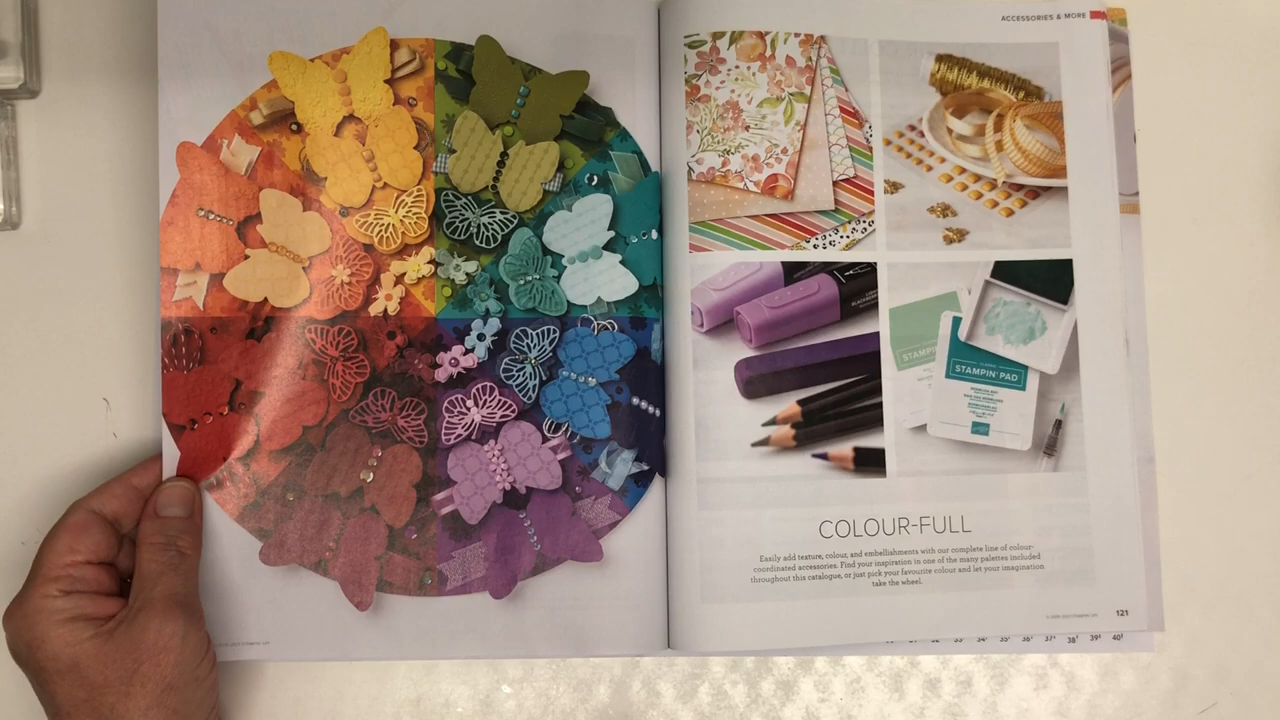 ACCESSORIES & MORE
BLACKBERRY
STAMPIN'
STAMPIN' PAD
COLOUR-FULL
Easily add texture, colour, and embellishments with our complete line of colour-
coordinated accessories. Find your inspiration in one of the many palettes included
throughout this catalogue, or just pick your favourite colour and let your imagination
take the wheel.
121